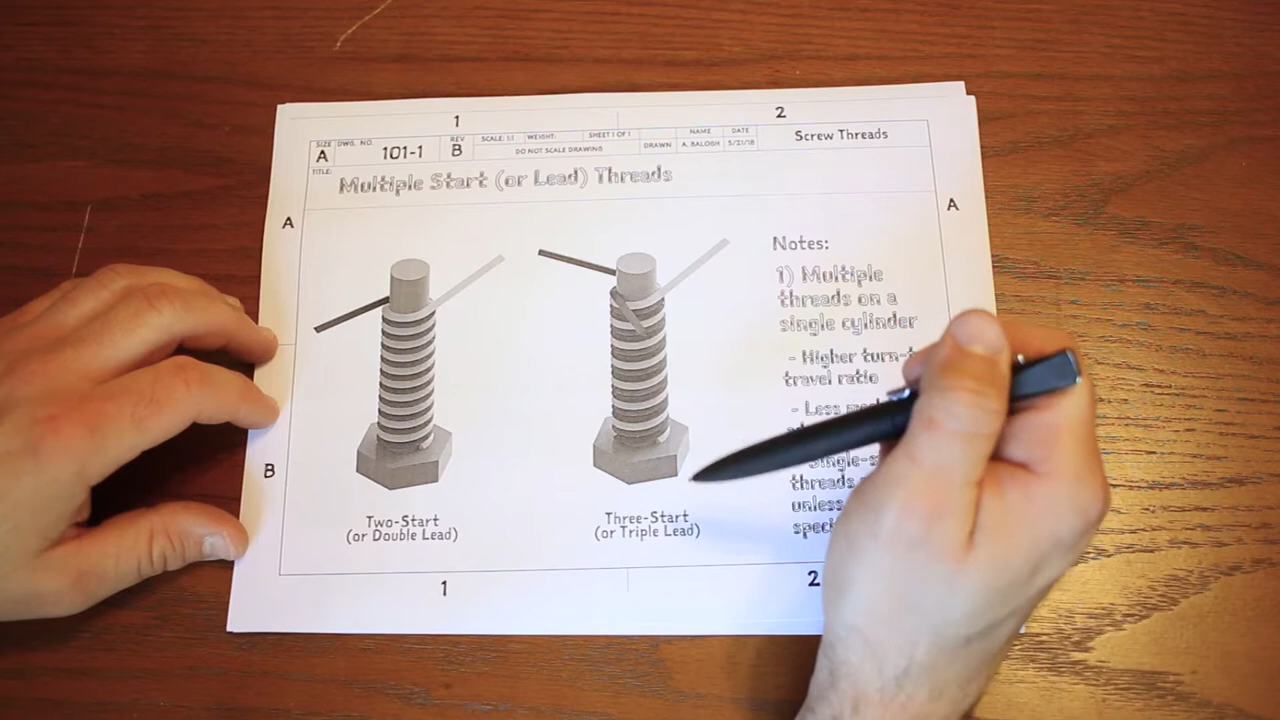 1 2
SIZE DWG. NO. REV SCALE: 1:1 WEIGHT: SHEET 1 OF 1 NAME DATE
A 101-1 B DO NOT SCALE DRAWING DRAWN A. BALOGH 5/21/18 Screw Threads
TITLE:
Multiple Start (or Lead) Threads
A A
Notes:
1) Multiple
threads on a
single cylinder
- Higher turn-t
travel ratio
- Less
Single-s
threads
unless
B
Two-Start
(or Double Lead)
Three-Start
(or Triple Lead)
1 2